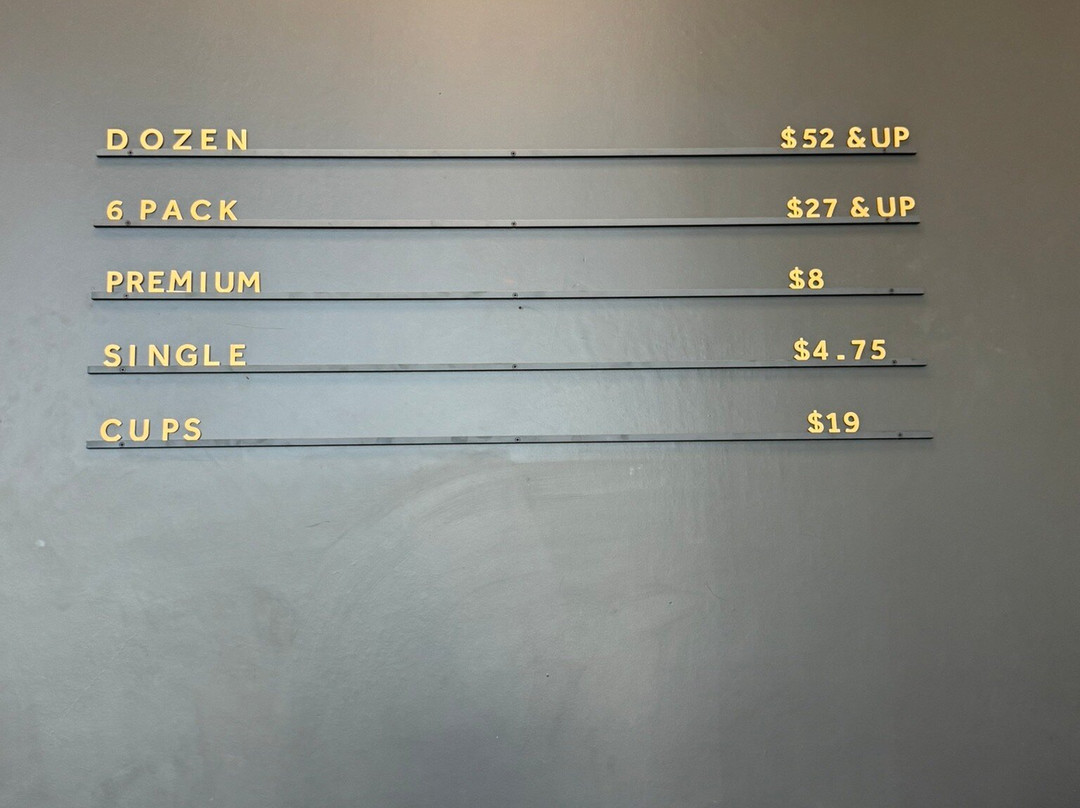 DOZEN $52 &UP
6 PACK $27 &UP
PREMIUM $8
SINGLE $4.75
CUPS $19